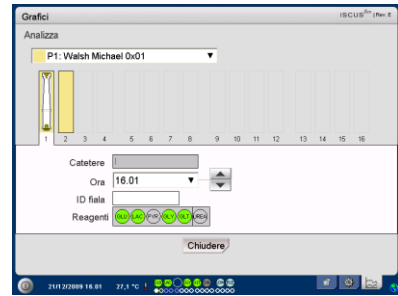 Grafici
ISCUSflex | Rev. E
Analizza
P1: Walsh Michael 0x01
1 2 3 4 5 6 7 8 9 10 11 12 13 14 15 16
Catetere
Ora 16.01
ID fiala
Reagenti GLU LAC PYR GLY GLT UREA
Chiudere
21/12/2009 16.01 27,1 °C